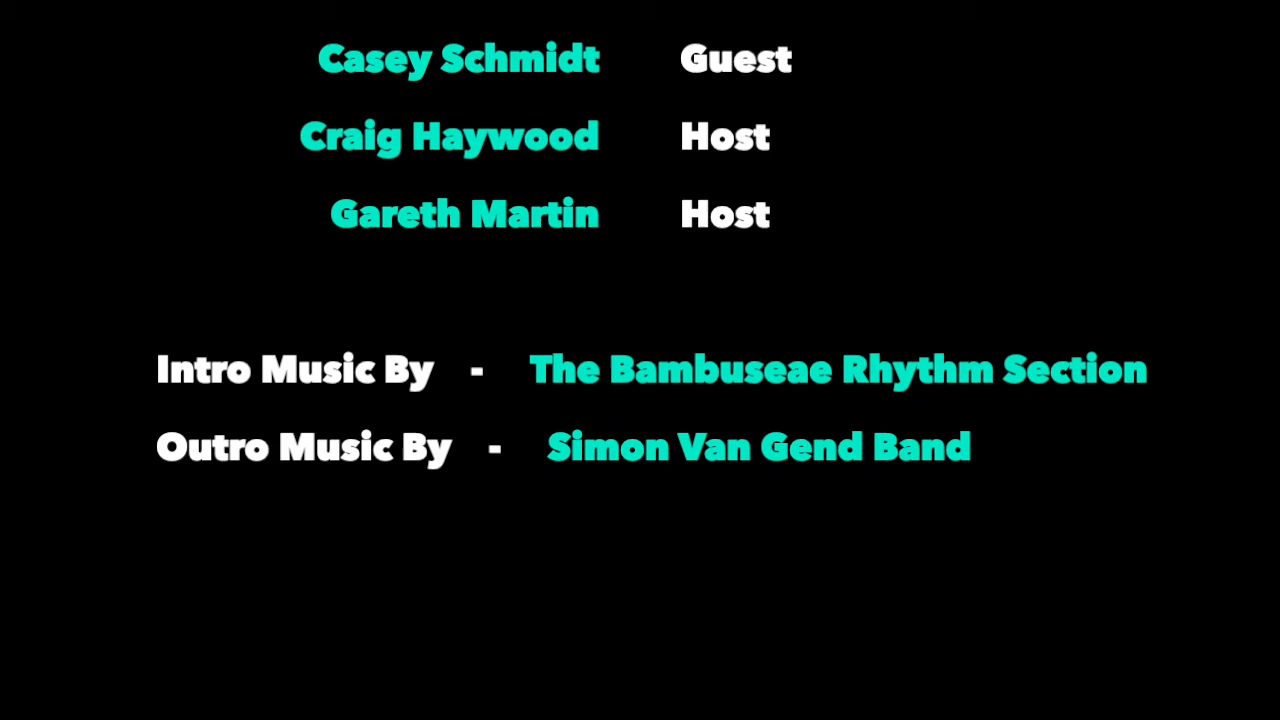 Casey Schmidt Guest
Craig Haywood Host
Gareth Martin Host
Intro Music By - The Bambuseae Rhythm Section
Outro Music By - Simon Van Gend Band